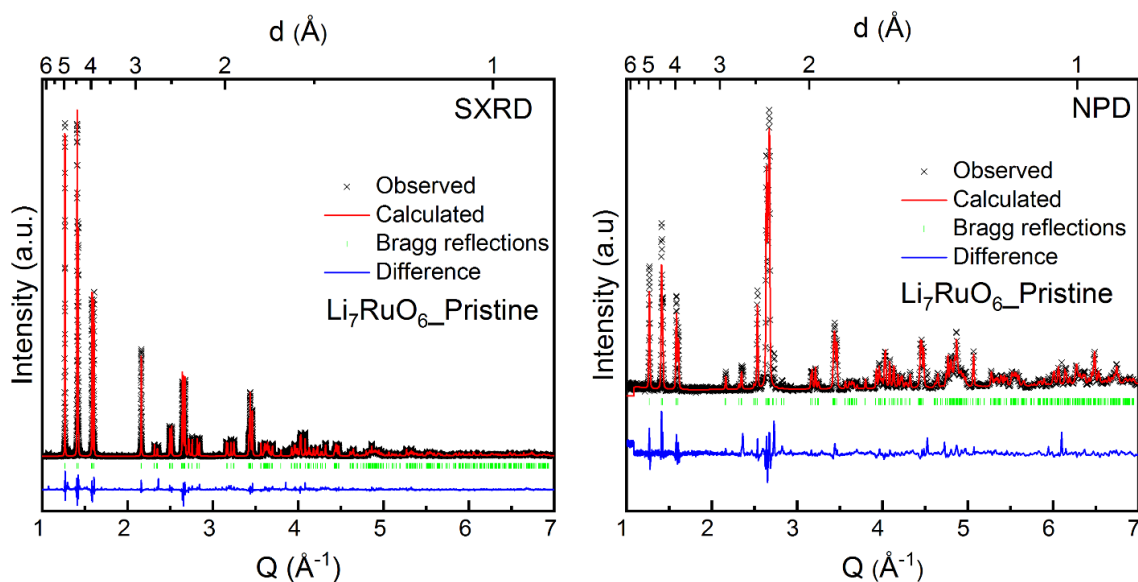 d (Å)
6 5 4 3 2 1
SXRD
Observed
Calculated
Bragg reflections
Difference
Li₇RuO₆_Pristine
Intensity (a.u.)
1 2 3 4 5 6 7
Q (Å⁻¹)
d (Å)
6 5 4 3 2 1
NPD
Observed
Calculated
Bragg reflections
Difference
Li₇RuO₆_Pristine
Intensity (a.u)
1 2 3 4 5 6 7
Q (Å⁻¹)